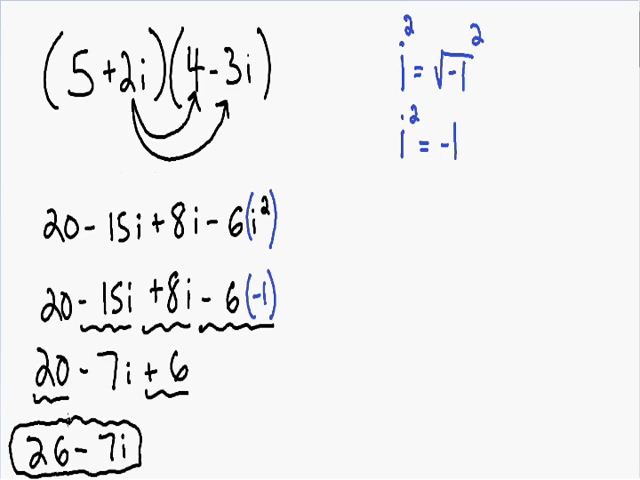 (5+2i)(4-3i)
i² = √-1²
i² = -1
20 - 15i + 8i - 6(i²)
20 - 15i + 8i - 6(-1)
20 - 7i + 6
26 - 7i